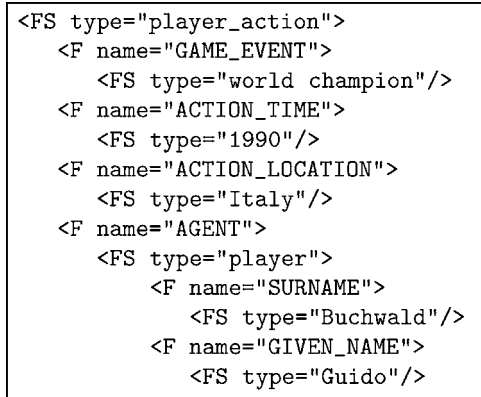 <FS type="player_action">
<F name="GAME_EVENT">
<FS type="world champion"/>
<F name="ACTION_TIME">
<FS type="1990"/>
<F name="ACTION_LOCATION">
<FS type="Italy"/>
<F name="AGENT">
<FS type="player">
<F name="SURNAME">
<FS type="Buchwald"/>
<F name="GIVEN_NAME">
<FS type="Guido"/>